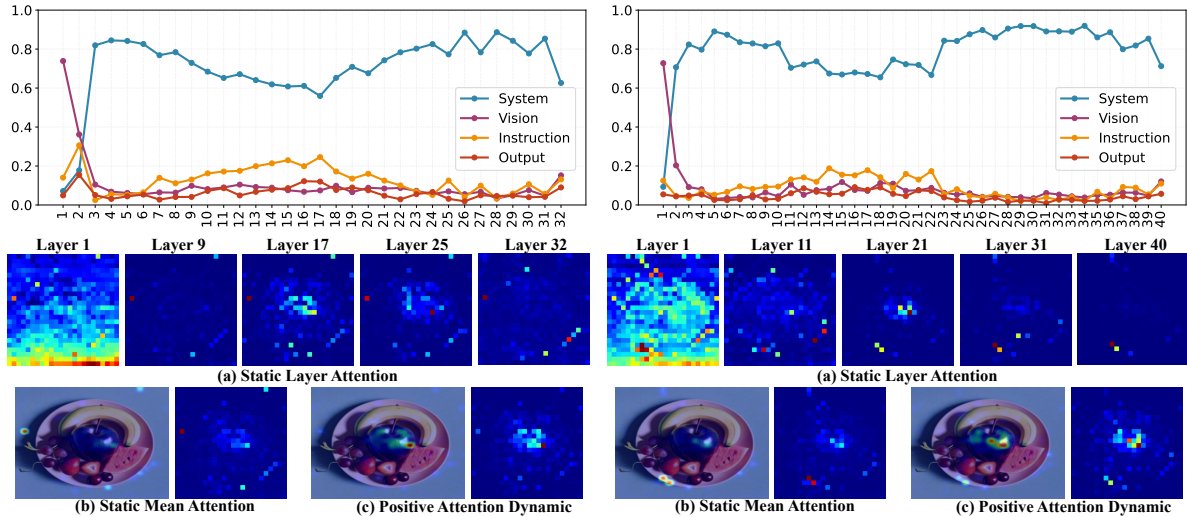 1.0
0.8
0.6
0.4
0.2
0.0
System
Vision
Instruction
Output
1 2 3 4 5 6 7 8 9 10 11 12 13 14 15 16 17 18 19 20 21 22 23 24 25 26 27 28 29 30 31 32
Layer 1 Layer 9 Layer 17 Layer 25 Layer 32
(a) Static Layer Attention
(b) Static Mean Attention (c) Positive Attention Dynamic
1.0
0.8
0.6
0.4
0.2
0.0
System
Vision
Instruction
Output
1 2 3 4 5 6 7 8 9 10 11 12 13 14 15 16 17 18 19 20 21 22 23 24 25 26 27 28 29 30 31 32 33 34 35 36 37 38 39 40
Layer 1 Layer 11 Layer 21 Layer 31 Layer 40
(a) Static Layer Attention
(b) Static Mean Attention (c) Positive Attention Dynamic